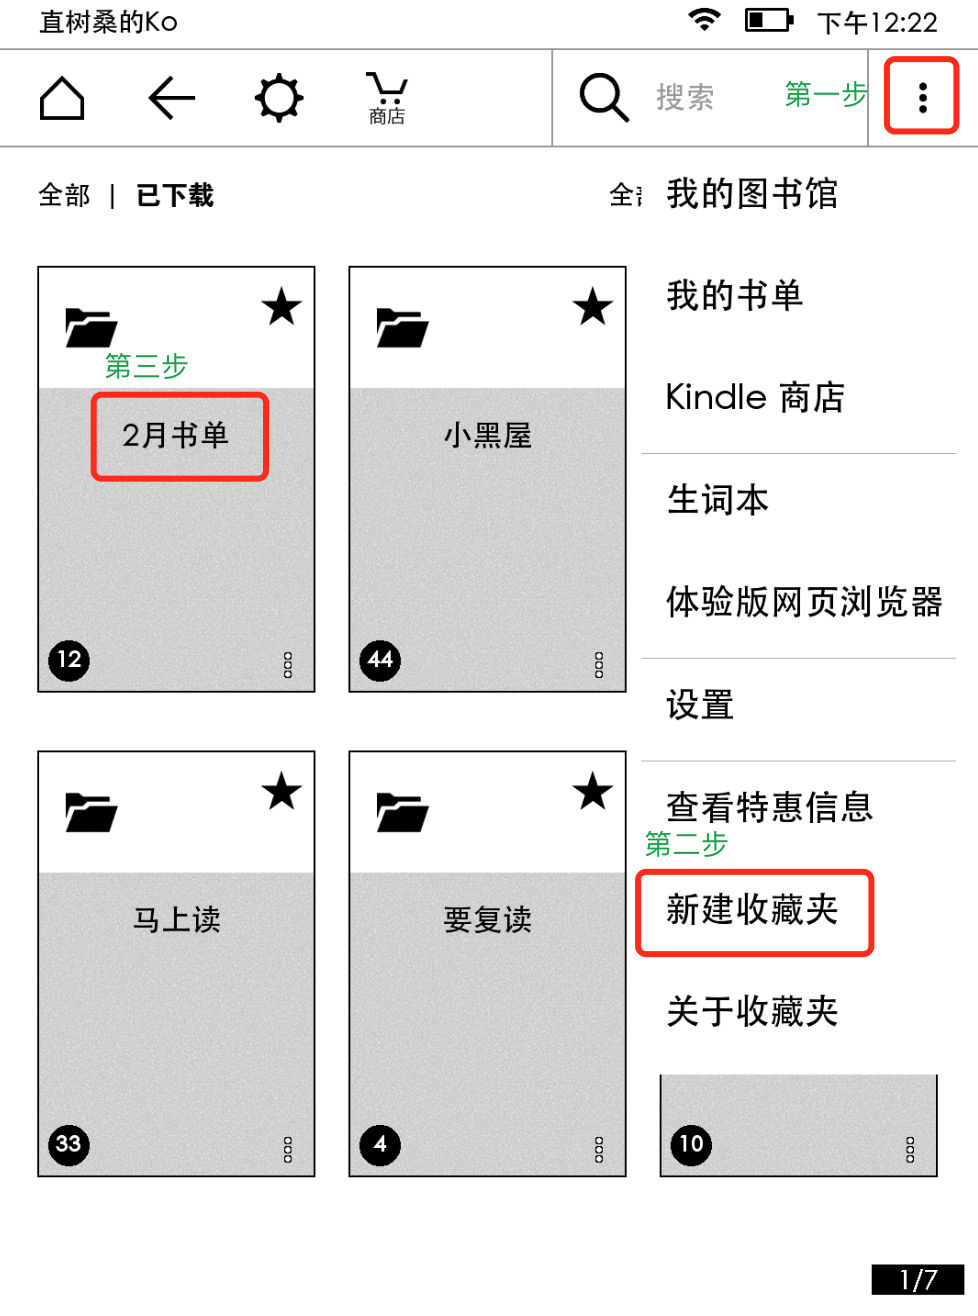 直树桑的Ko
下午12:22
商店
搜索
第一步
全部 | 已下载
全
我的图书馆
我的书单
Kindle 商店
生词本
体验版网页浏览器
设置
查看特惠信息
第二步
新建收藏夹
关于收藏夹
第三步
2月书单
12
小黑屋
44
马上读
33
要复读
4
10
1/7